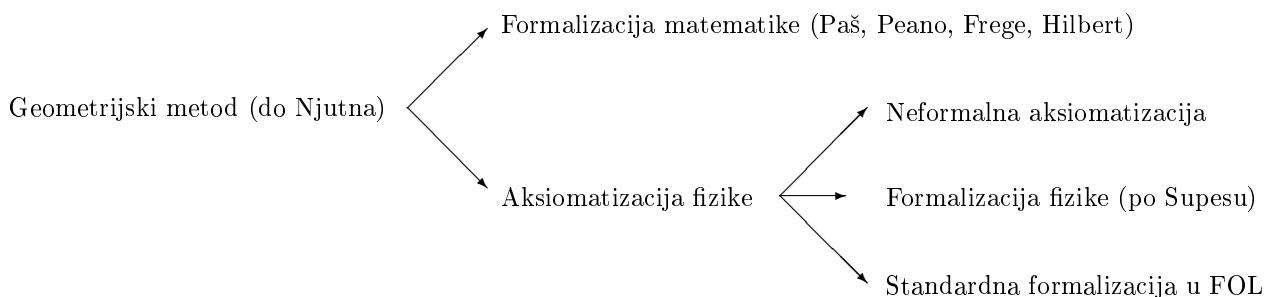 Formalizacija matematike (Paš, Peano, Frege, Hilbert)
Geometrijski metod (do Njutna)
Neformalna aksiomatizacija
Aksiomatizacija fizike
Formalizacija fizike (po Supesu)
Standardna formalizacija u FOL